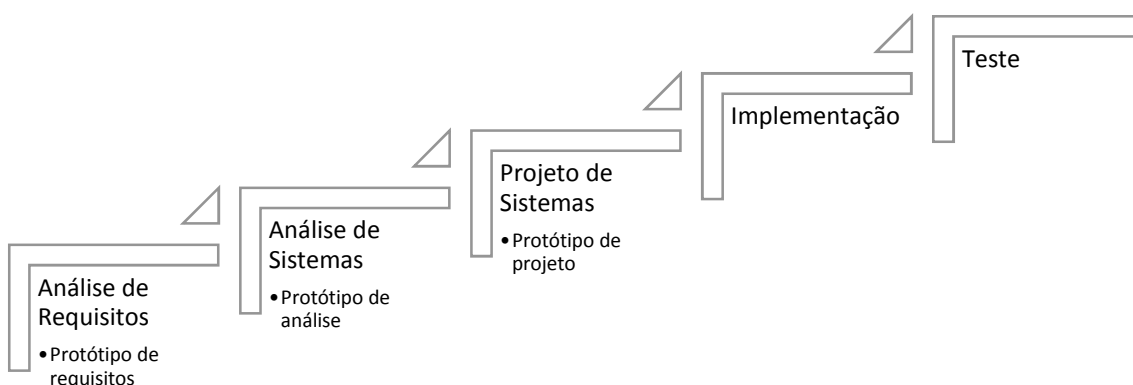 Análise de
Requisitos
•Protótipo de
requisitos
Análise de
Sistemas
•Protótipo de
análise
Projeto de
Sistemas
•Protótipo de
projeto
Implementação
Teste